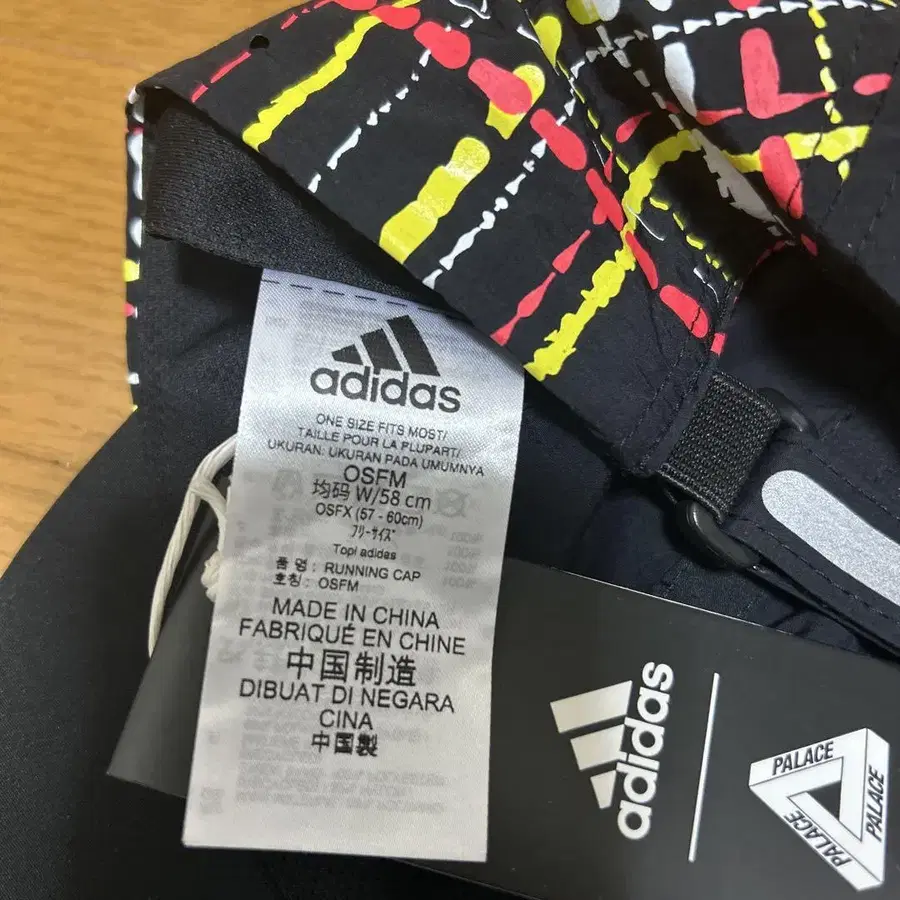 adidas
ONE SIZE FITS MOST/
TAILLE POUR LA PLUPART/
UKURAN: UKURAN PADA UMUMNYA
OSFM
均码 W/58 cm
OSFX (57 - 60cm)
フリーサイズ
Topi adidas
품 명 : RUNNING CAP
호칭 : OSFM
MADE IN CHINA
FABRIQUÉ EN CHINE
中国制造
DIBUAT DI NEGARA
CINA
中国製
adidas
PALACE
PALACE
PALACE